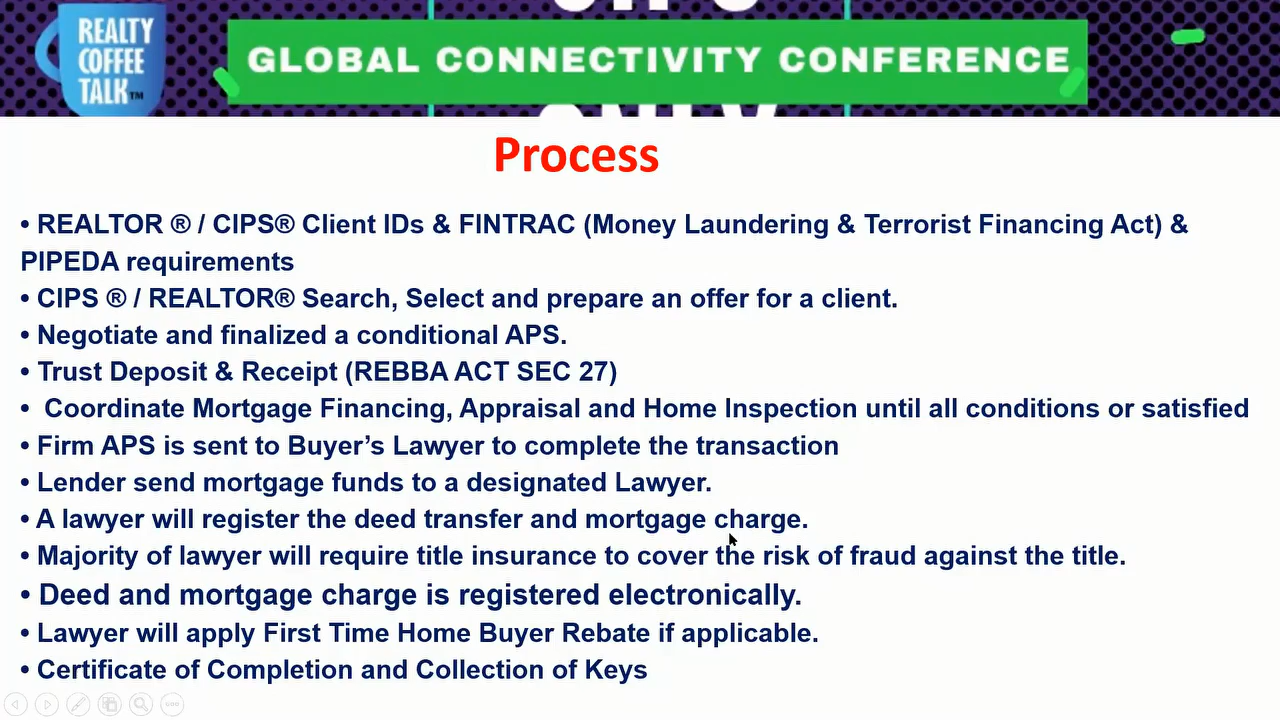 REALTY
COFFEE
TALK™
GLOBAL CONNECTIVITY CONFERENCE
Process
• REALTOR ® / CIPS® Client IDs & FINTRAC (Money Laundering & Terrorist Financing Act) &
PIPEDA requirements
• CIPS ® / REALTOR® Search, Select and prepare an offer for a client.
• Negotiate and finalized a conditional APS.
• Trust Deposit & Receipt (REBBA ACT SEC 27)
• Coordinate Mortgage Financing, Appraisal and Home Inspection until all conditions or satisfied
• Firm APS is sent to Buyer’s Lawyer to complete the transaction
• Lender send mortgage funds to a designated Lawyer.
• A lawyer will register the deed transfer and mortgage charge.
• Majority of lawyer will require title insurance to cover the risk of fraud against the title.
• Deed and mortgage charge is registered electronically.
• Lawyer will apply First Time Home Buyer Rebate if applicable.
• Certificate of Completion and Collection of Keys